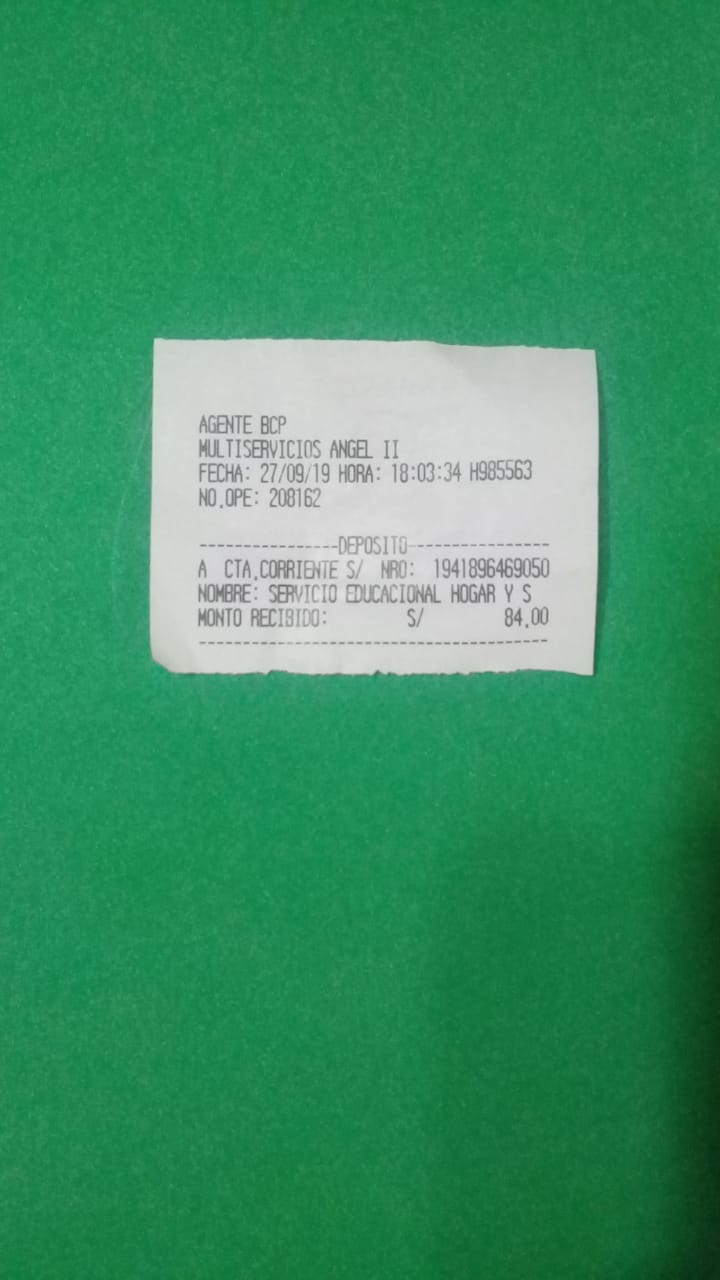 AGENTE BCP
MULTISERVICIOS ANGEL II
FECHA: 27/09/19 HORA: 18:03:34 H985563
NO.OPE: 208162
----------------DEPOSITO----------------
A CTA.CORRIENTE S/ NRO: 1941896469050
NOMBRE: SERVICIO EDUCACIONAL HOGAR Y S
MONTO RECIBIDO: S/ 84.00
----------------------------------------